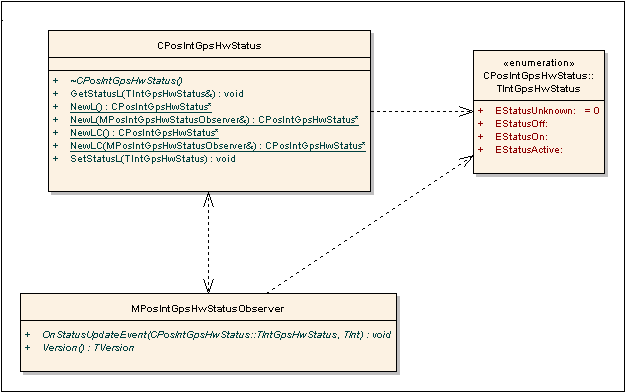 CPosIntGpsHwStatus
+ ~CPosIntGpsHwStatus()
+ GetStatusL(TIntGpsHwStatus&) : void
+ NewL() : CPosIntGpsHwStatus*
+ NewL(MPosIntGpsHwStatusObserver&) : CPosIntGpsHwStatus*
+ NewLC() : CPosIntGpsHwStatus*
+ NewLC(MPosIntGpsHwStatusObserver&) : CPosIntGpsHwStatus*
+ SetStatusL(TIntGpsHwStatus) : void
«enumeration»
CPosIntGpsHwStatus::
TIntGpsHwStatus
+ EStatusUnknown: = 0
+ EStatusOff:
+ EStatusOn:
+ EStatusActive:
MPosIntGpsHwStatusObserver
+ OnStatusUpdateEvent(CPosIntGpsHwStatus::TIntGpsHwStatus, TInt) : void
+ Version() : TVersion